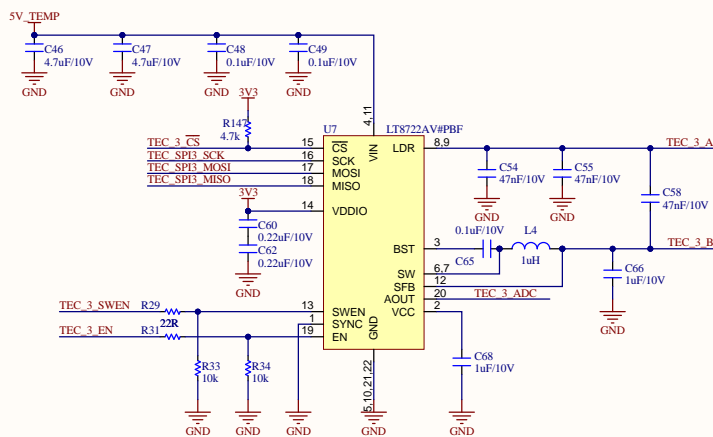 5V_TEMP
C46
4.7uF/10V
C47
4.7uF/10V
C48
0.1uF/10V
C49
0.1uF/10V
GND
GND
GND
GND
3V3
R147
4.7k
4,11
U7
LT8722AV#PBF
TEC_3_CS
15
CS
VIN
LDR
8,9
TEC_3_A
TEC_SPI3_SCK
16
SCK
TEC_SPI3_MOSI
17
MOSI
TEC_SPI3_MISO
18
MISO
C54
47nF/10V
C55
47nF/10V
C58
47nF/10V
GND
GND
3V3
14
VDDIO
C60
0.22uF/10V
C62
0.22uF/10V
GND
0.1uF/10V
L4
BST
3
C65
1uH
TEC_3_B
SW
6,7
SFB
12
C66
1uF/10V
GND
AOUT
20
TEC_3_ADC
VCC
2
TEC_3_SWEN
R29
13
SWEN
22R
1
SYNC
TEC_3_EN
R31
19
EN
GND
R33
10k
R34
10k
5,10,21,22
C68
1uF/10V
GND
GND
GND
GND
GND